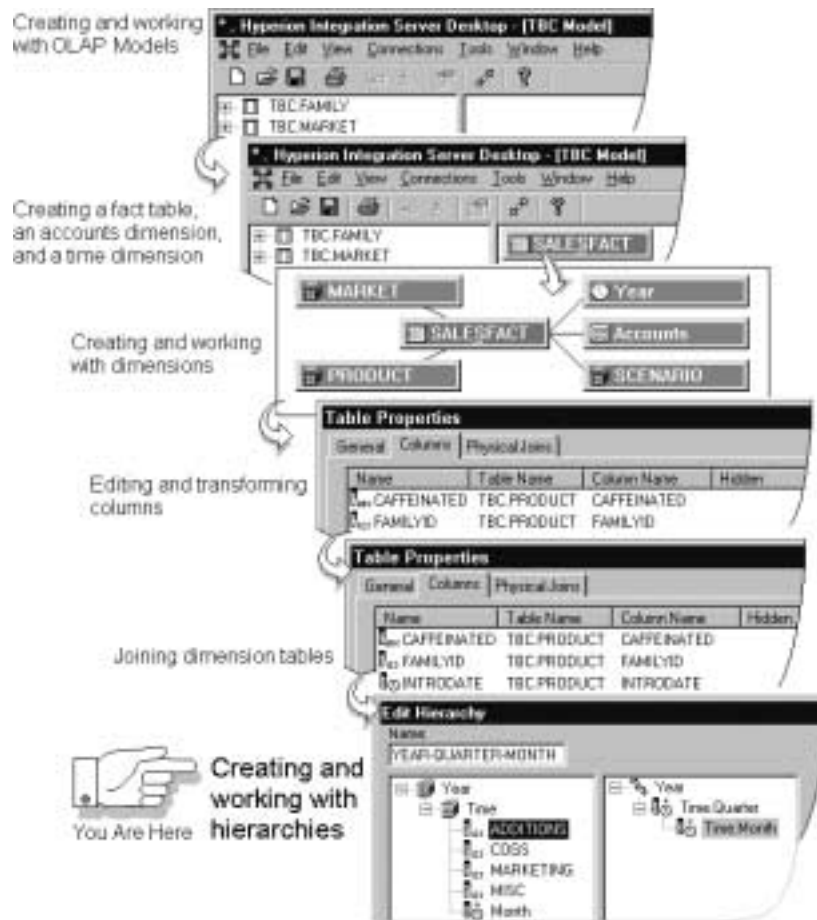 Creating and working
with OLAP Models
*. Hyperion Integration Server Desktop - [TBC Model]
File Edit View Connections Tools Window Help
TBC.FAMILY
TBC.MARKET
*. Hyperion Integration Server Desktop - [TBC Model]
File Edit View Connections Tools Window Help
Creating a fact table,
an accounts dimension,
and a time dimension
TBC.FAMILY
TBC.MARKET
SALESFACT
MARKET
Year
SALESFACT
Accounts
PRODUCT
SCENARIO
Creating and working
with dimensions
Table Properties
General Columns Physical Joins
Name Table Name Column Name Hidden
CAFFEINATED TBC.PRODUCT CAFFEINATED
FAMILYID TBC.PRODUCT FAMILYID
Editing and transforming
columns
Table Properties
General Columns Physical Joins
Name Table Name Column Name Hidden
CAFFEINATED TBC.PRODUCT CAFFEINATED
FAMILYID TBC.PRODUCT FAMILYID
INTRODATE TBC.PRODUCT INTRODATE
Joining dimension tables
Edit Hierarchy
Name
YEAR-QUARTER-MONTH
Year
Time
ADDITIONS
COGS
MARKETING
MISC
Month
Year
Time.Quarter
Time.Month
You Are Here
Creating and
working with
hierarchies